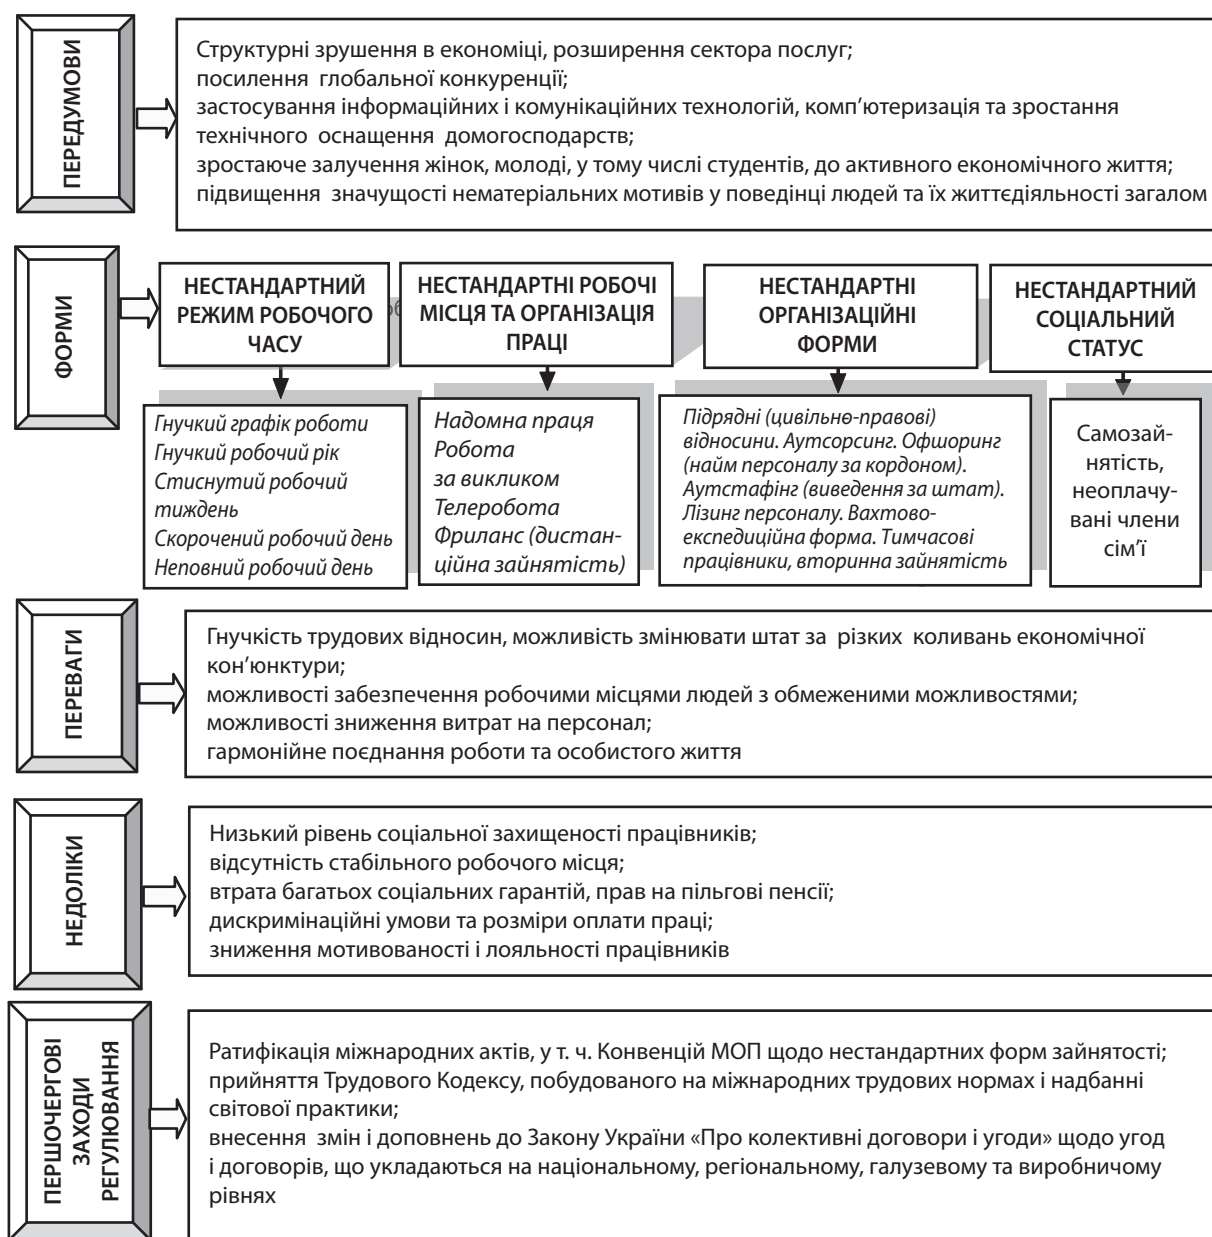 ПЕРЕДУМОВИ
Структурні зрушення в економіці, розширення сектора послуг;
посилення глобальної конкуренції;
застосування інформаційних і комунікаційних технологій, комп’ютеризація та зростання
технічного оснащення домогосподарств;
зростаюче залучення жінок, молоді, у тому числі студентів, до активного економічного життя;
підвищення значущості нематеріальних мотивів у поведінці людей та їх життєдіяльності загалом
ФОРМИ
НЕСТАНДАРТНИЙ
РЕЖИМ РОБОЧОГО
ЧАСУ
Гнучкий графік роботи
Гнучкий робочий рік
Стиснутий робочий
тиждень
Скорочений робочий день
Неповний робочий день
НЕСТАНДАРТНІ РОБОЧІ
МІСЦЯ ТА ОРГАНІЗАЦІЯ
ПРАЦІ
Надомна праця
Робота
за викликом
Телеробота
Фриланс (дистан-
ційна зайнятість)
НЕСТАНДАРТНІ
ОРГАНІЗАЦІЙНІ
ФОРМИ
Підрядні (цивільно-правові)
відносини. Аутсорсинг. Офшоринг
(найм персоналу за кордоном).
Аутстафінг (виведення за штат).
Лізинг персоналу. Вахтово-
експедиційна форма. Тимчасові
працівники, вторинна зайнятість
НЕСТАНДАРТНИЙ
СОЦІАЛЬНИЙ
СТАТУС
Самозай-
нятість,
неоплачу-
вані члени
сім’ї
ПЕРЕВАГИ
Гнучкість трудових відносин, можливість змінювати штат за різких коливань економічної
кон’юнктури;
можливості забезпечення робочими місцями людей з обмеженими можливостями;
можливості зниження витрат на персонал;
гармонійне поєднання роботи та особистого життя
НЕДОЛІКИ
Низький рівень соціальної захищеності працівників;
відсутність стабільного робочого місця;
втрата багатьох соціальних гарантій, прав на пільгові пенсії;
дискримінаційні умови та розміри оплати праці;
зниження мотивованості і лояльності працівників
ПЕРШОЧЕРГОВІ
ЗАХОДИ
РЕГУЛЮВАННЯ
Ратифікація міжнародних актів, у т. ч. Конвенцій МОП щодо нестандартних форм зайнятості;
прийняття Трудового Кодексу, побудованого на міжнародних трудових нормах і надбанні
світової практики;
внесення змін і доповнень до Закону України «Про колективні договори і угоди» щодо угод
і договорів, що укладаються на національному, регіональному, галузевому та виробничому
рівнях